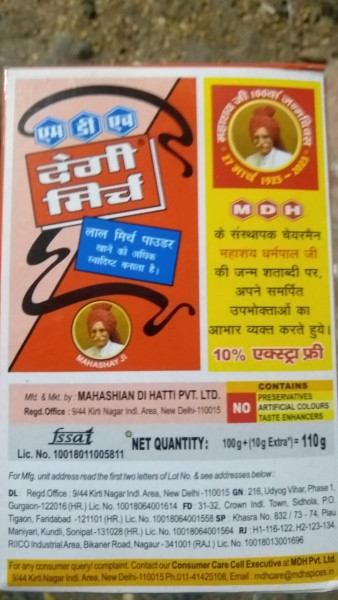 एम डी एच
देगी
मिर्च
लाल मिर्च पाउडर
खाने को अधिक
स्वादिष्ट बनाता है।
MAHASHAY JI
महाशय जी 100वां जन्मदिवस
27 मार्च 1923 - 2023
MDH
के संस्थापक चेयरमैन
महाशय धर्मपाल जी
की जन्म शताब्दी पर,
अपने समर्पित
उपभोक्ताओं का
आभार व्यक्त करते हुये।
10% एक्स्ट्रा फ्री
Mfd. & Mkt. by : MAHASHIAN DI HATTI PVT. LTD.
Regd. Office : 9/44 Kirti Nagar Indl. Area, New Delhi-110015
CONTAINS
NO
PRESERVATIVES
ARTIFICIAL COLOURS
TASTE ENHANCERS
fssai
Lic. No. 10018011005811
NET QUANTITY: 100g+(10g Extra*)= 110g
For Mfg. unit address read the first two letters of Lot No. & see addresses below :
DL : Regd.Office : 9/44 Kirti Nagar Indl. Area, New Delhi -110015 GN : 216, Udyog Vihar, Phase 1,
Gurgaon-122016 (HR.) Lic. No. 10018064001614 FD : 31-32, Crown Indl. Town, Sidhola, P.O.
Tigaon, Faridabad -121101 (HR.) Lic. No. 10018064001558 SP : Khasra No. 832 / 73 - 74, Piau
Maniyari, Kundli, Sonipat -131028 (HR.) Lic. No. 10018064001564 RJ : H1-116-122, H2-123-134,
RIICO Industrial Area, Bikaner Road, Nagaur - 341001 (RAJ.) Lic. No. 10018013001696
For any consumer query/ complaint. Contact our Consumer Care Cell Executive at MDH Pvt. Ltd.
9/44 Kirti Nagar Indl. Area, New Delhi-110015 Ph.011-41425108, Email : mdhcare@mdhspices.in